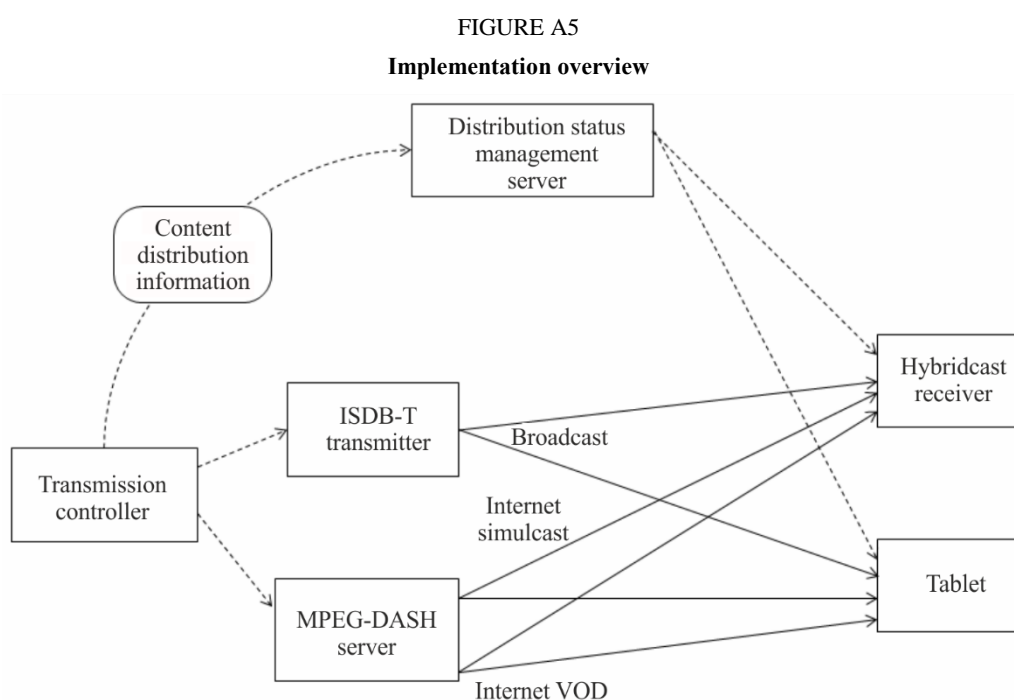 FIGURE A5
Implementation overview
Distribution status
management
server
Content
distribution
information
Hybridcast
receiver
ISDB-T
transmitter
Broadcast
Transmission
controller
Internet
simulcast
MPEG-DASH
server
Tablet
Internet VOD